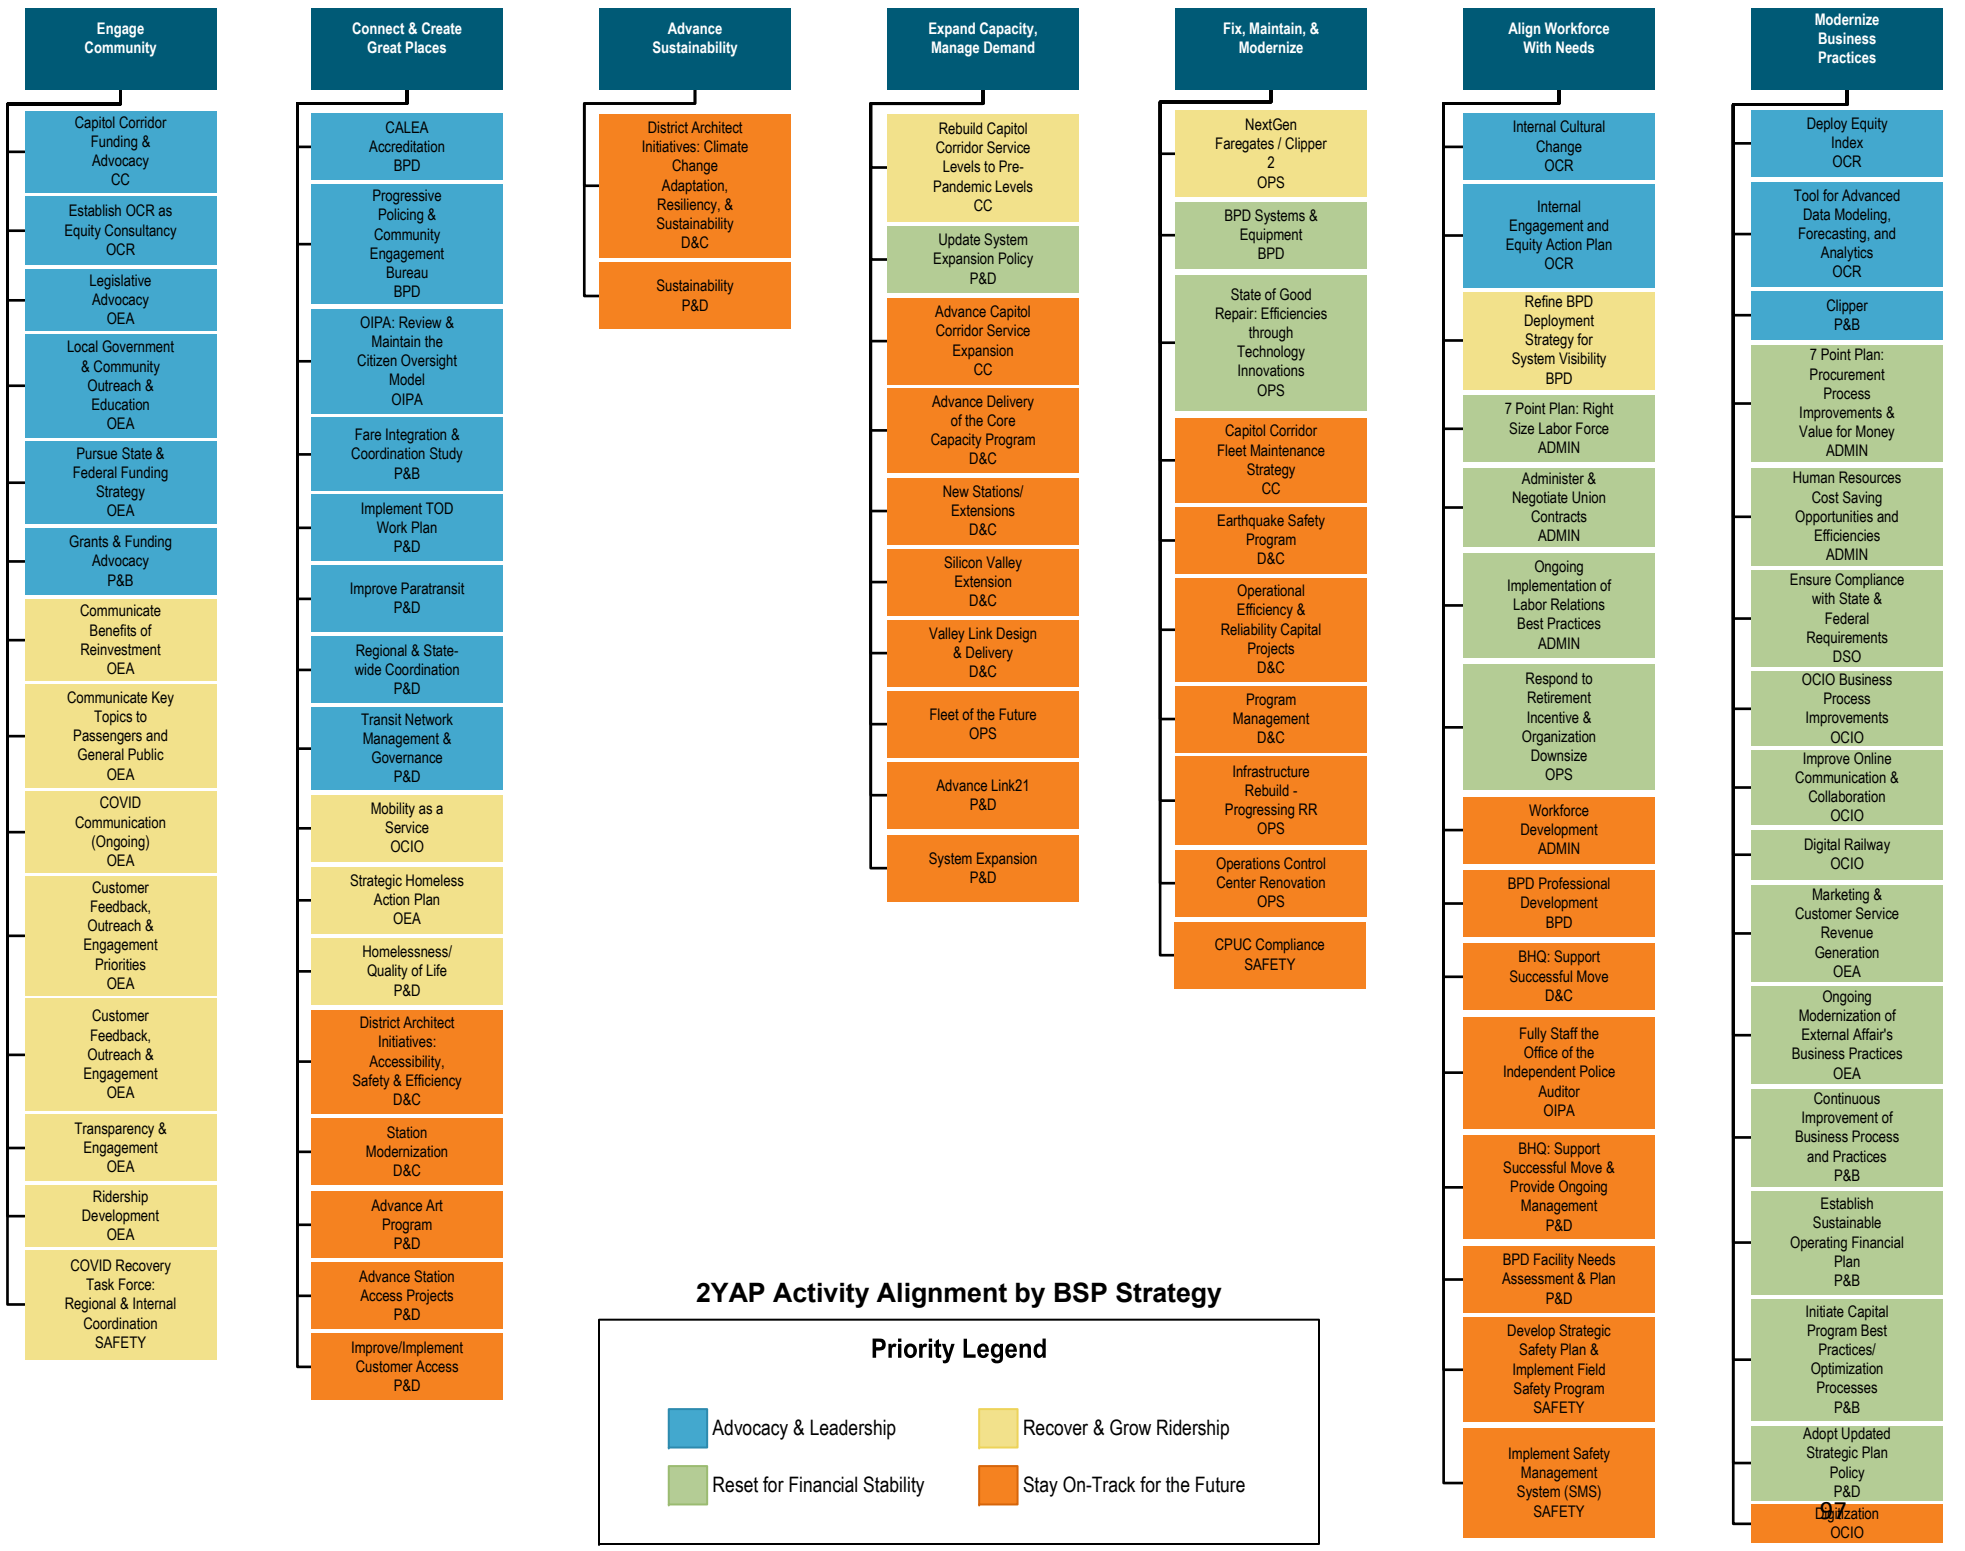 Engage
Community
Capitol Corridor
Funding &
Advocacy
CC
Establish OCR as
Equity Consultancy
OCR
Legislative
Advocacy
OEA
Local Government
& Community
Outreach &
Education
OEA
Pursue State &
Federal Funding
Strategy
OEA
Grants & Funding
Advocacy
P&B
Communicate
Benefits of
Reinvestment
OEA
Communicate Key
Topics to
Passengers and
General Public
OEA
COVID
Communication
(Ongoing)
OEA
Customer
Feedback,
Outreach &
Engagement
Priorities
OEA
Customer
Feedback,
Outreach &
Engagement
OEA
Transparency &
Engagement
OEA
Ridership
Development
OEA
COVID Recovery
Task Force:
Regional & Internal
Coordination
SAFETY
Connect & Create
Great Places
CALEA
Accreditation
BPD
Progressive
Policing &
Community
Engagement
Bureau
BPD
OIPA: Review &
Maintain the
Citizen Oversight
Model
OIPA
Fare Integration &
Coordination Study
P&B
Implement TOD
Work Plan
P&D
Improve Paratransit
P&D
Regional & State-
wide Coordination
P&D
Transit Network
Management &
Governance
P&D
Mobility as a
Service
OCIO
Strategic Homeless
Action Plan
OEA
Homelessness/
Quality of Life
P&D
District Architect
Initiatives:
Accessibility,
Safety & Efficiency
D&C
Station
Modernization
D&C
Advance Art
Program
P&D
Advance Station
Access Projects
P&D
Improve/Implement
Customer Access
P&D
Advance
Sustainability
District Architect
Initiatives: Climate
Change
Adaptation,
Resiliency, &
Sustainability
D&C
Sustainability
P&D
Expand Capacity,
Manage Demand
Rebuild Capitol
Corridor Service
Levels to Pre-
Pandemic Levels
CC
Update System
Expansion Policy
P&D
Advance Capitol
Corridor Service
Expansion
CC
Advance Delivery
of the Core
Capacity Program
D&C
New Stations/
Extensions
D&C
Silicon Valley
Extension
D&C
Valley Link Design
& Delivery
D&C
Fleet of the Future
OPS
Advance Link21
P&D
System Expansion
P&D
Fix, Maintain, &
Modernize
NextGen
Faregates / Clipper
2
OPS
BPD Systems &
Equipment
BPD
State of Good
Repair: Efficiencies
through
Technology
Innovations
OPS
Capitol Corridor
Fleet Maintenance
Strategy
CC
Earthquake Safety
Program
D&C
Operational
Efficiency &
Reliability Capital
Projects
D&C
Program
Management
D&C
Infrastructure
Rebuild -
Progressing RR
OPS
Operations Control
Center Renovation
OPS
CPUC Compliance
SAFETY
Align Workforce
With Needs
Internal Cultural
Change
OCR
Internal
Engagement and
Equity Action Plan
OCR
Refine BPD
Deployment
Strategy for
System Visibility
BPD
7 Point Plan: Right
Size Labor Force
ADMIN
Administer &
Negotiate Union
Contracts
ADMIN
Ongoing
Implementation of
Labor Relations
Best Practices
ADMIN
Respond to
Retirement
Incentive &
Organization
Downsize
OPS
Workforce
Development
ADMIN
BPD Professional
Development
BPD
BHQ: Support
Successful Move
D&C
Fully Staff the
Office of the
Independent Police
Auditor
OIPA
BHQ: Support
Successful Move &
Provide Ongoing
Management
P&D
BPD Facility Needs
Assessment & Plan
P&D
Develop Strategic
Safety Plan &
Implement Field
Safety Program
SAFETY
Implement Safety
Management
System (SMS)
SAFETY
Modernize
Business
Practices
Deploy Equity
Index
OCR
Tool for Advanced
Data Modeling,
Forecasting, and
Analytics
OCR
Clipper
P&B
7 Point Plan:
Procurement
Process
Improvements &
Value for Money
ADMIN
Human Resources
Cost Saving
Opportunities and
Efficiencies
ADMIN
Ensure Compliance
with State &
Federal
Requirements
DSO
OCIO Business
Process
Improvements
OCIO
Improve Online
Communication &
Collaboration
OCIO
Digital Railway
OCIO
Marketing &
Customer Service
Revenue
Generation
OEA
Ongoing
Modernization of
External Affair's
Business Practices
OEA
Continuous
Improvement of
Business Process
and Practices
P&B
Establish
Sustainable
Operating Financial
Plan
P&B
Initiate Capital
Program Best
Practices/
Optimization
Processes
P&B
Adopt Updated
Strategic Plan
Policy
P&D
Digitization
OCIO
97
2YAP Activity Alignment by BSP Strategy
Priority Legend
Advocacy & Leadership
Recover & Grow Ridership
Reset for Financial Stability
Stay On-Track for the Future